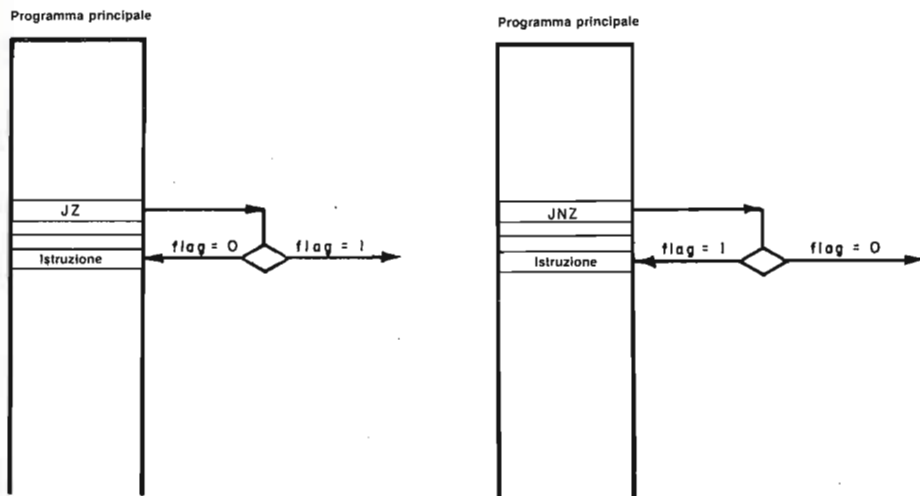 Programma principale
JZ
flag = 0
flag = 1
Istruzione
Programma principale
JNZ
flag = 1
flag = 0
Istruzione